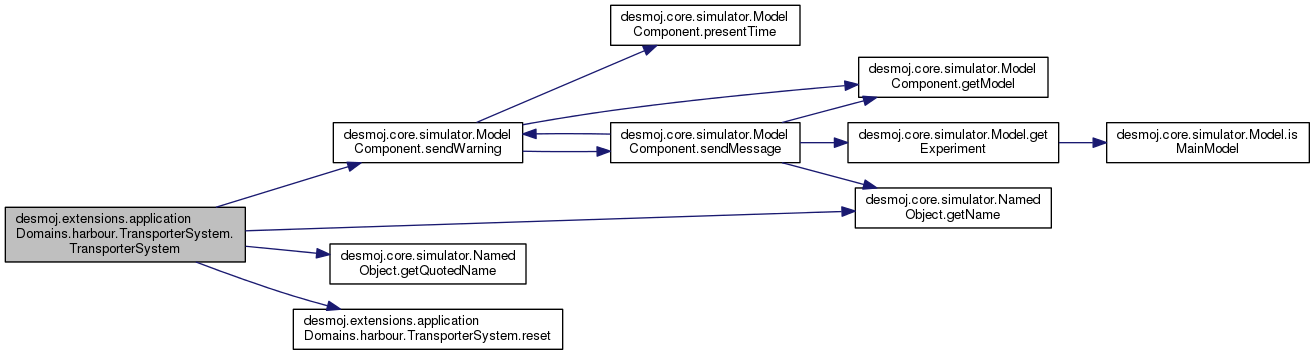 desmoj.core.simulator.Model
Component.presentTime
desmoj.core.simulator.Model
Component.getModel
desmoj.core.simulator.Model
Component.sendWarning
desmoj.core.simulator.Model
Component.sendMessage
desmoj.core.simulator.Model.get
Experiment
desmoj.core.simulator.Model.is
MainModel
desmoj.core.simulator.Named
Object.getName
desmoj.extensions.application
Domains.harbour.TransporterSystem.
TransporterSystem
desmoj.core.simulator.Named
Object.getQuotedName
desmoj.extensions.application
Domains.harbour.TransporterSystem.reset